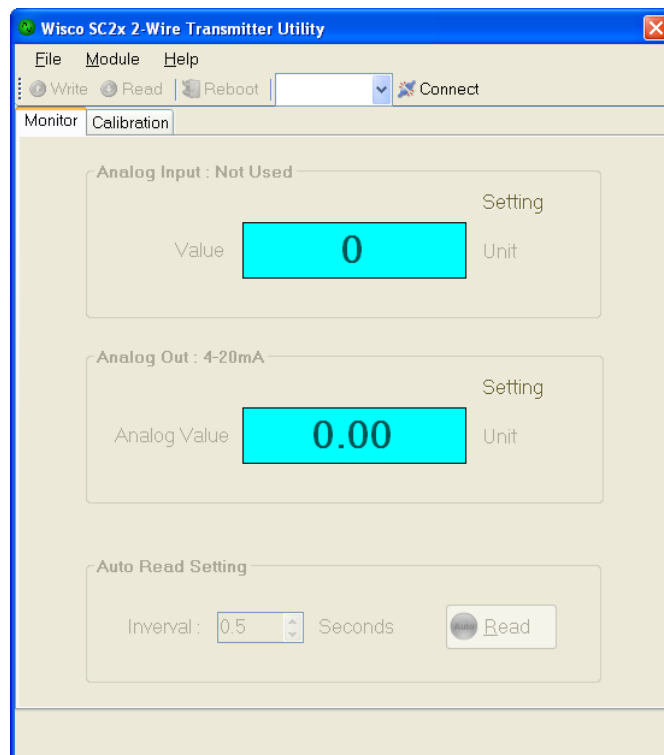 Wisco SC2x 2-Wire Transmitter Utility
File Module Help
Write Read Reboot Connect
Monitor Calibration
Analog Input : Not Used
Setting
Value 0 Unit
Analog Out : 4-20mA
Setting
Analog Value 0.00 Unit
Auto Read Setting
Inverval : 0.5 Seconds Auto Read